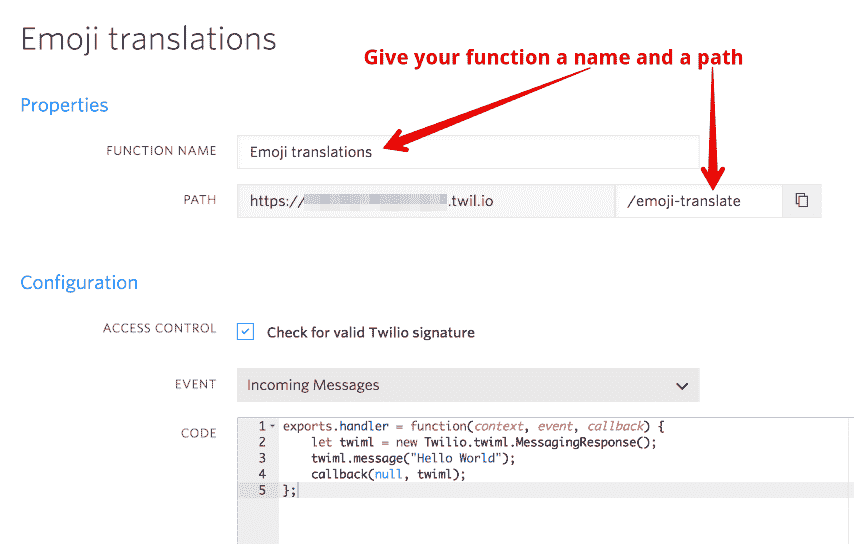 Emoji translations
Give your function a name and a path
Properties
FUNCTION NAME Emoji translations
PATH https:// .twil.io /emoji-translate
Configuration
ACCESS CONTROL Check for valid Twilio signature
EVENT Incoming Messages
CODE
1 exports.handler = function(context, event, callback) {
2 let twiml = new Twilio.twiml.MessagingResponse();
3 twiml.message("Hello World");
4 callback(null, twiml);
5 };